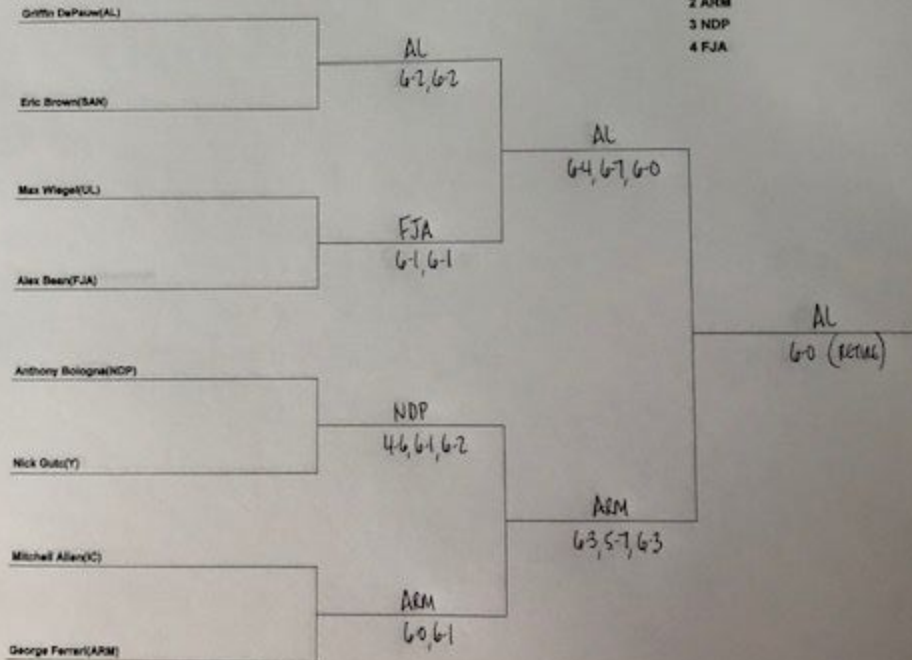 Griffin DePauw(AL)
2 ARM
3 NDP
4 FJA
AL
6-2, 6-2
Eric Brown(SAN)
AL
6-4, 6-7, 6-0
Max Wiegel(UL)
FJA
6-1, 6-1
Alex Bean(FJA)
AL
6-0 (RETIRE)
Anthony Bologna(NDP)
NDP
4-6, 6-1, 6-2
Nick Gutc(Y)
ARM
6-3, 5-7, 6-3
Mitchell Allen(IC)
ARM
6-0, 6-1
George Ferrari(ARM)